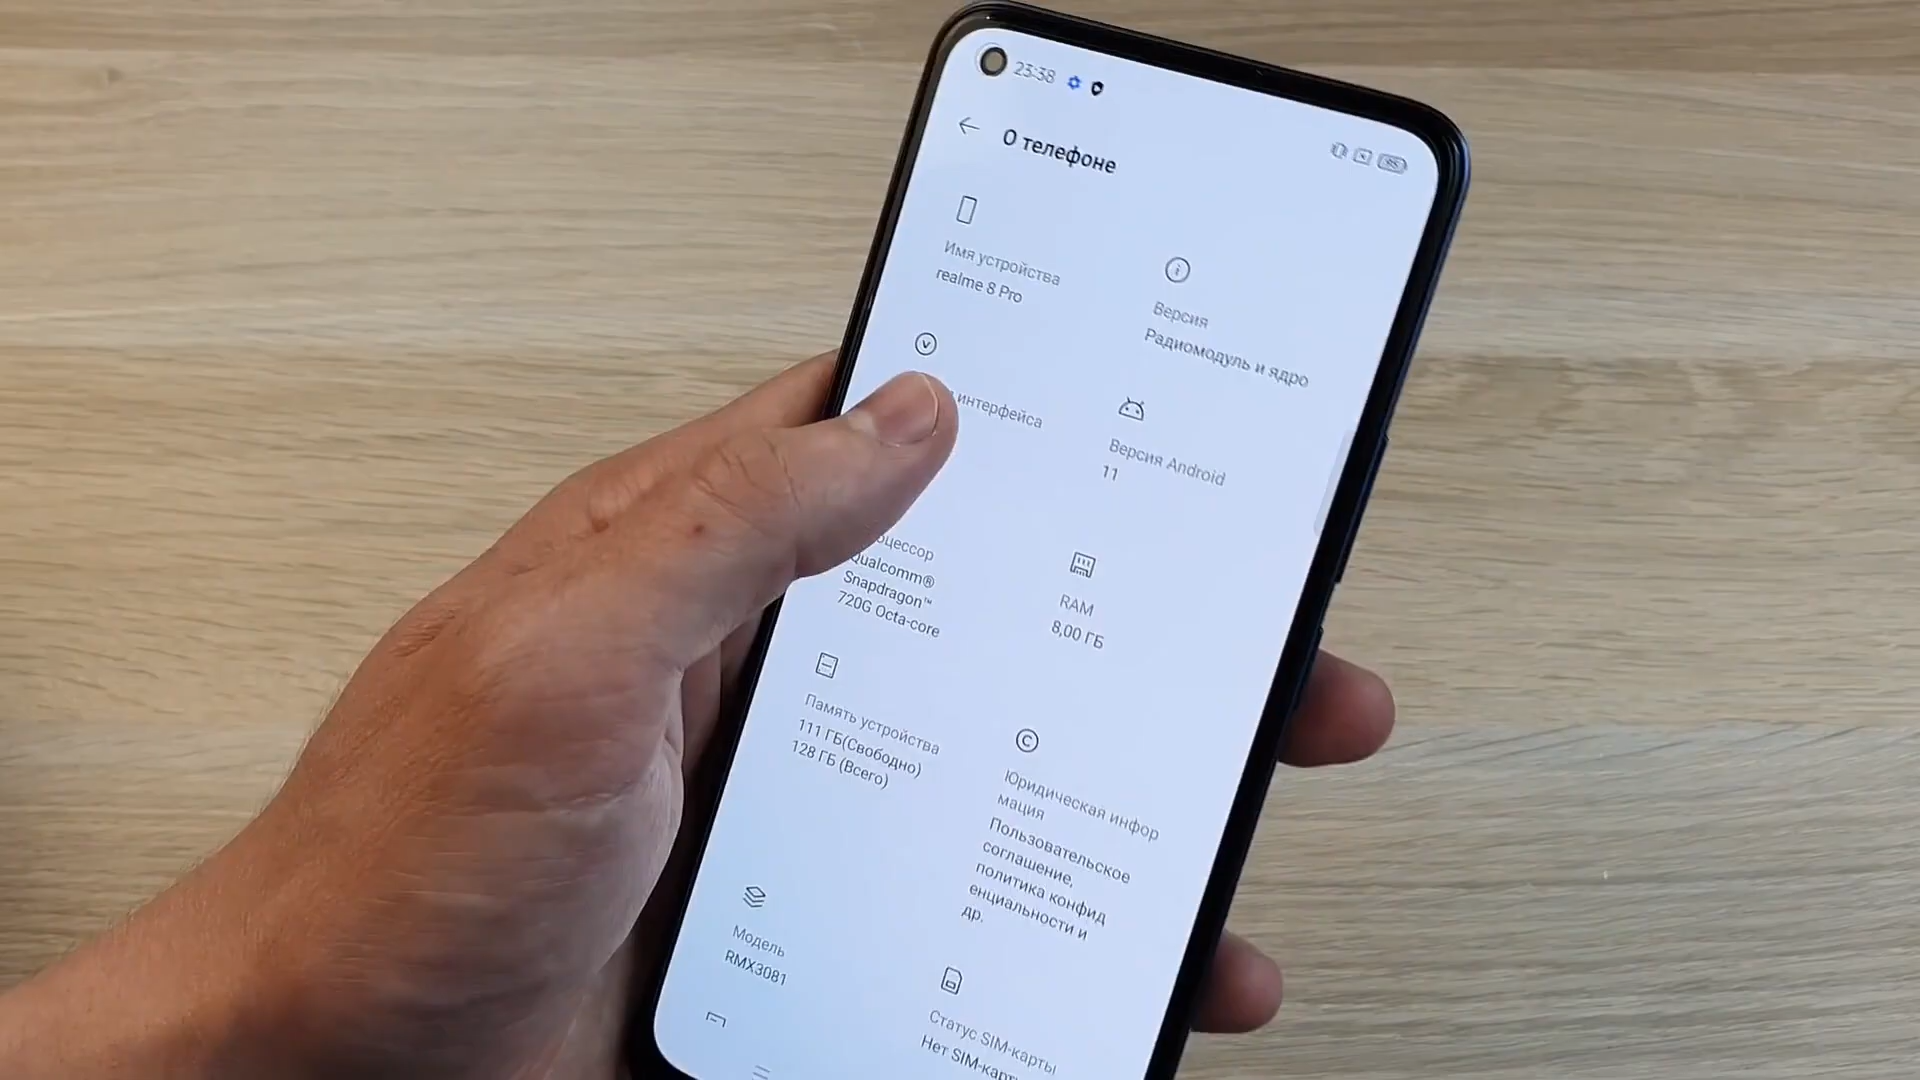 23:38
О телефоне
Имя устройства
realme 8 Pro
Версия
Радиомодуль и ядро
интерфейса
Версия Android
11
Qualcomm®
Snapdragon™
720G Octa-core
RAM
8,00 ГБ
Память устройства
111 ГБ(Свободно)
128 ГБ (Всего)
Юридическая инфор
мация
Пользовательское
соглашение,
политика конфид
енциальности и
др.
Модель
RMX3081
Статус SIM-карты
Нет